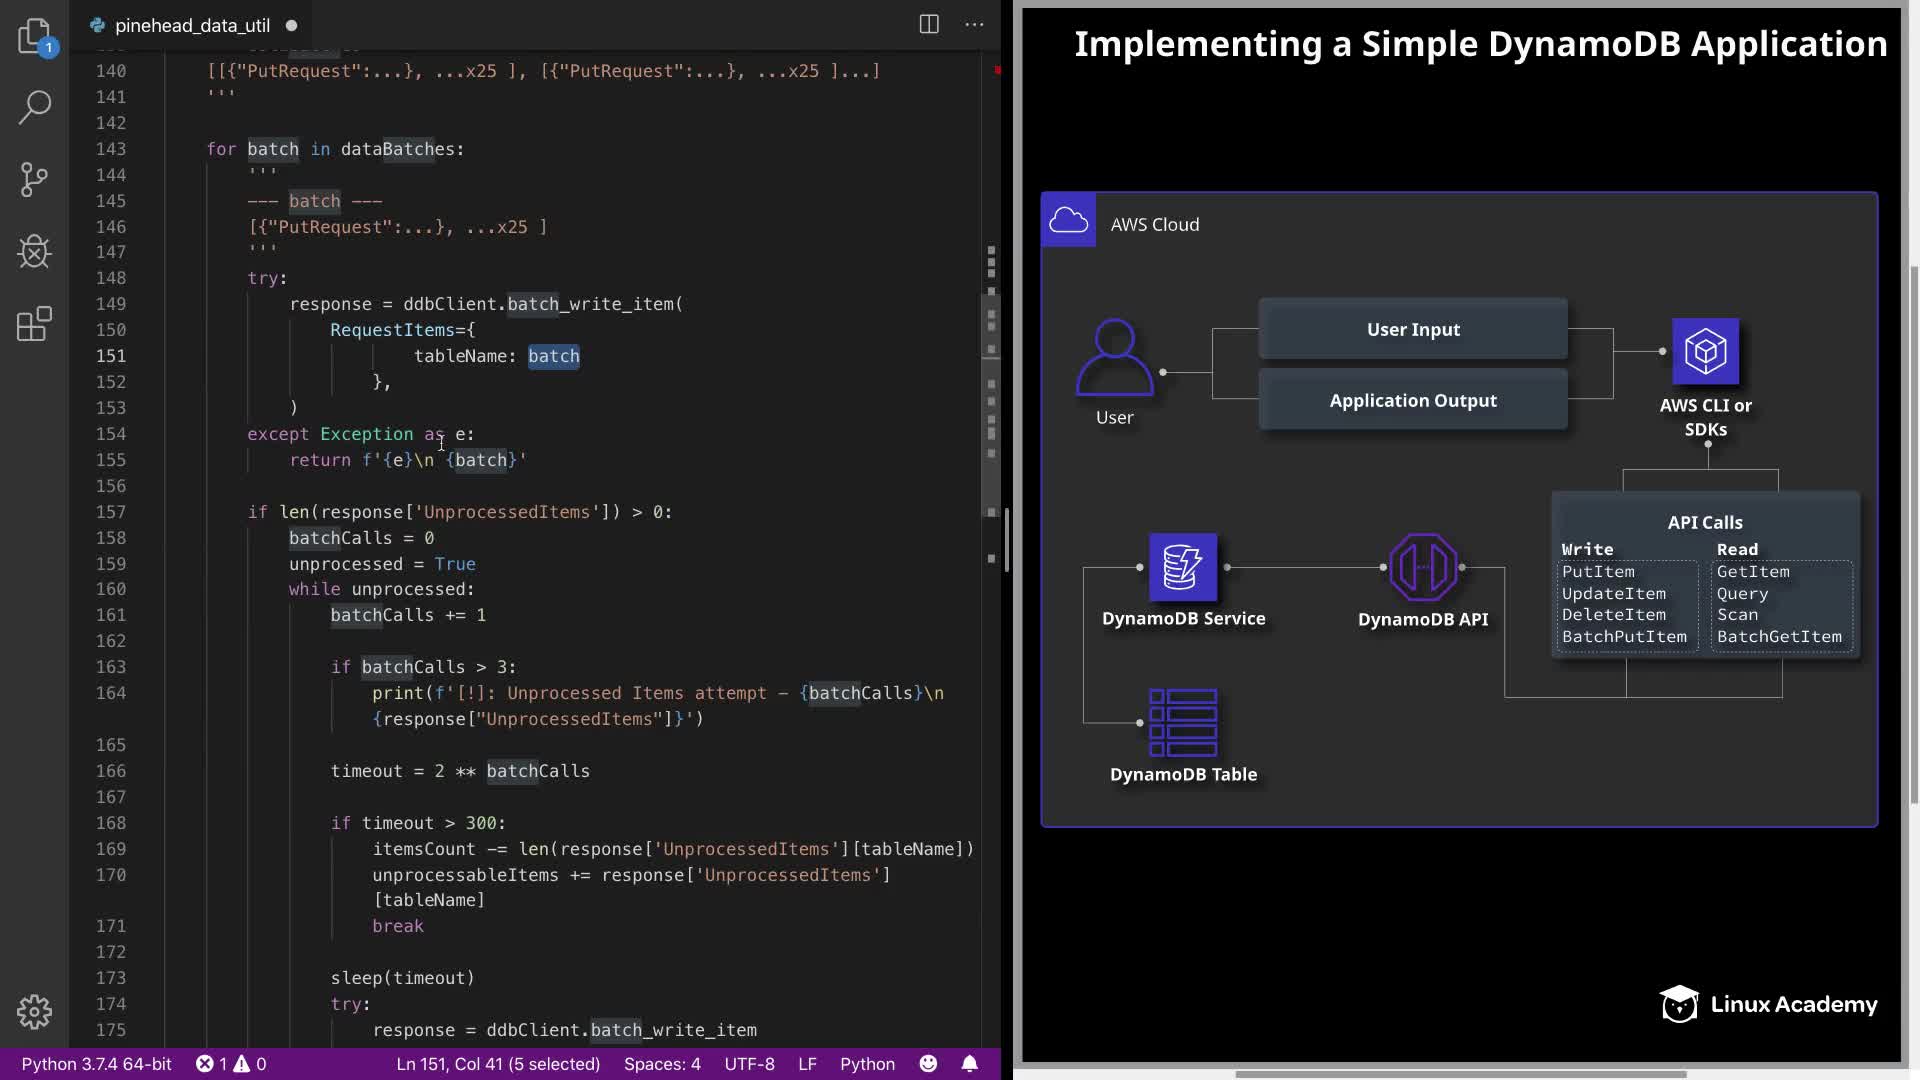 1
pinehead_data_util
140 [[{"PutRequest":...}, ...x25 ], [{"PutRequest":...}, ...x25 ]...]
141 '''
142
143 for batch in dataBatches:
144 '''
145 --- batch ---
146 [{"PutRequest":...}, ...x25 ]
147 '''
148 try:
149 response = ddbClient.batch_write_item(
150 RequestItems={
151 tableName: batch
152 },
153 )
154 except Exception as e:
155 return f'{e}\n {batch}'
156
157 if len(response['UnprocessedItems']) > 0:
158 batchCalls = 0
159 unprocessed = True
160 while unprocessed:
161 batchCalls += 1
162
163 if batchCalls > 3:
164 print(f'[!]: Unprocessed Items attempt - {batchCalls}\n
{response["UnprocessedItems"]}')
165
166 timeout = 2 ** batchCalls
167
168 if timeout > 300:
169 itemsCount -= len(response['UnprocessedItems'][tableName])
170 unprocessableItems += response['UnprocessedItems']
[tableName]
171 break
172
173 sleep(timeout)
174 try:
175 response = ddbClient.batch_write_item
Python 3.7.4 64-bit 1 0 Ln 151, Col 41 (5 selected) Spaces: 4 UTF-8 LF Python
Implementing a Simple DynamoDB Application
AWS Cloud
User Input
Application Output
User
AWS CLI or
SDKs
API Calls
Write Read
PutItem GetItem
UpdateItem Query
DeleteItem Scan
BatchPutItem BatchGetItem
DynamoDB Service
DynamoDB API
DynamoDB Table
Linux Academy